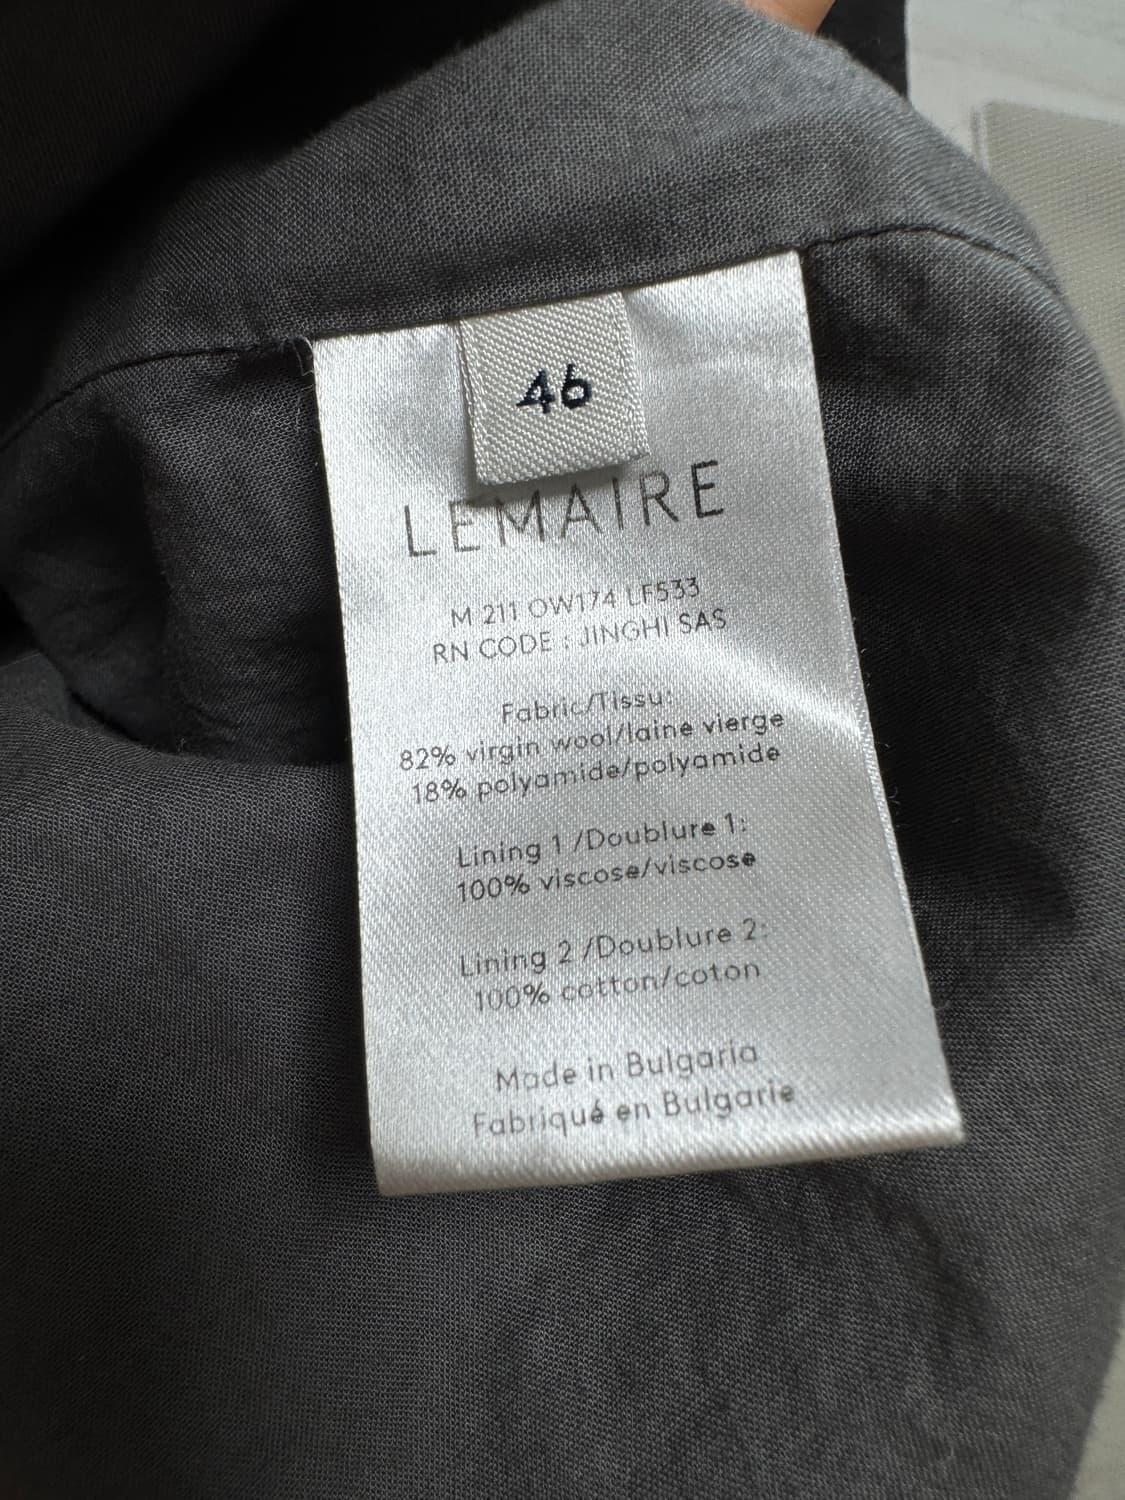 46
LEMAIRE
M 211 OW174 LF533
RN CODE : JINGHI SAS
Fabric/Tissu:
82% virgin wool/laine vierge
18% polyamide/polyamide
Lining 1 /Doublure 1:
100% viscose/viscose
Lining 2 /Doublure 2:
100% cotton/coton
Made in Bulgaria
Fabriqué en Bulgarie